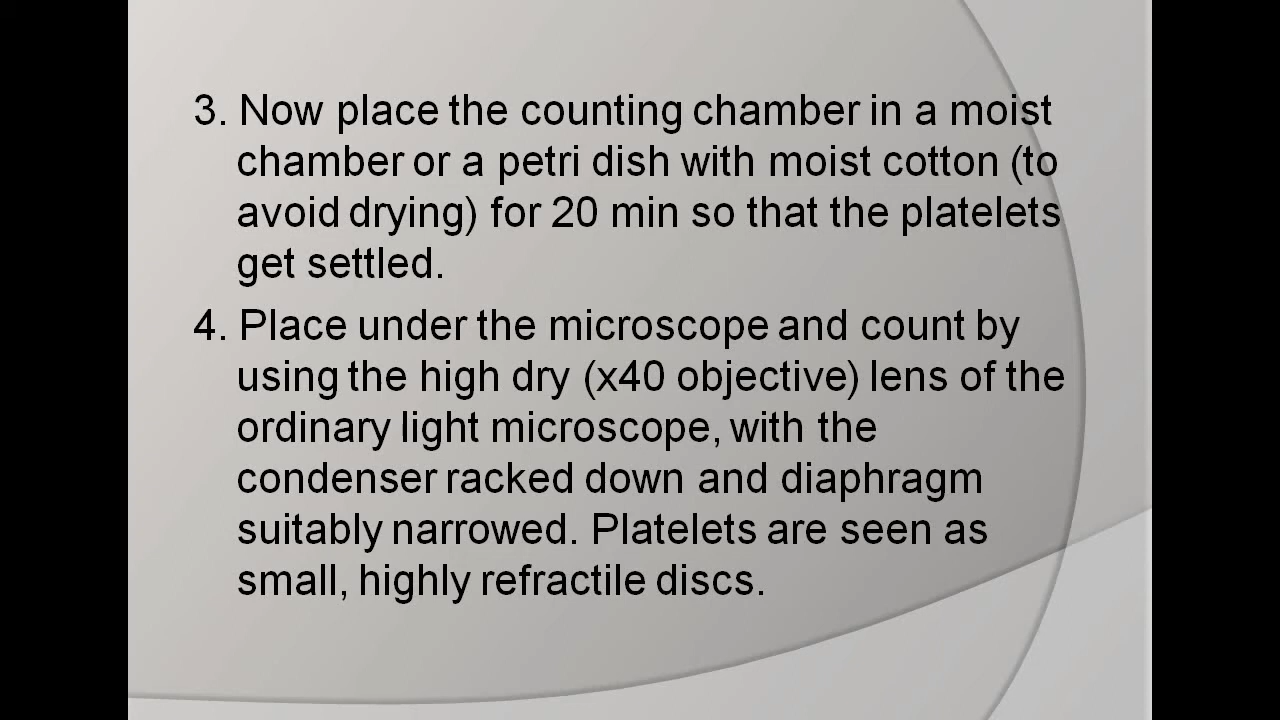 3. Now place the counting chamber in a moist
chamber or a petri dish with moist cotton (to
avoid drying) for 20 min so that the platelets
get settled.
4. Place under the microscope and count by
using the high dry (x40 objective) lens of the
ordinary light microscope, with the
condenser racked down and diaphragm
suitably narrowed. Platelets are seen as
small, highly refractile discs.